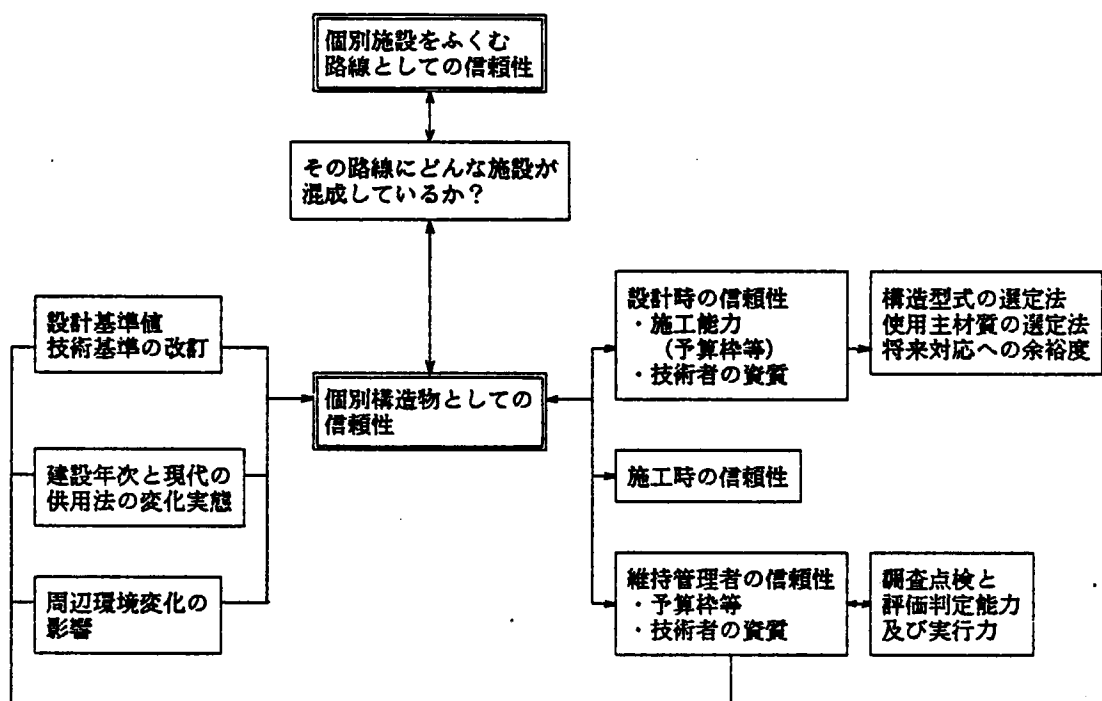 個別施設をふくむ
路線としての信頼性
その路線にどんな施設が
混成しているか？
設計基準値
技術基準の改訂
建設年次と現代の
供用法の変化実態
周辺環境変化の
影響
個別構造物としての
信頼性
設計時の信頼性
・施工能力
（予算枠等）
・技術者の資質
構造型式の選定法
使用主材質の選定法
将来対応への余裕度
施工時の信頼性
維持管理者の信頼性
・予算枠等
・技術者の資質
調査点検と
評価判定能力
及び実行力